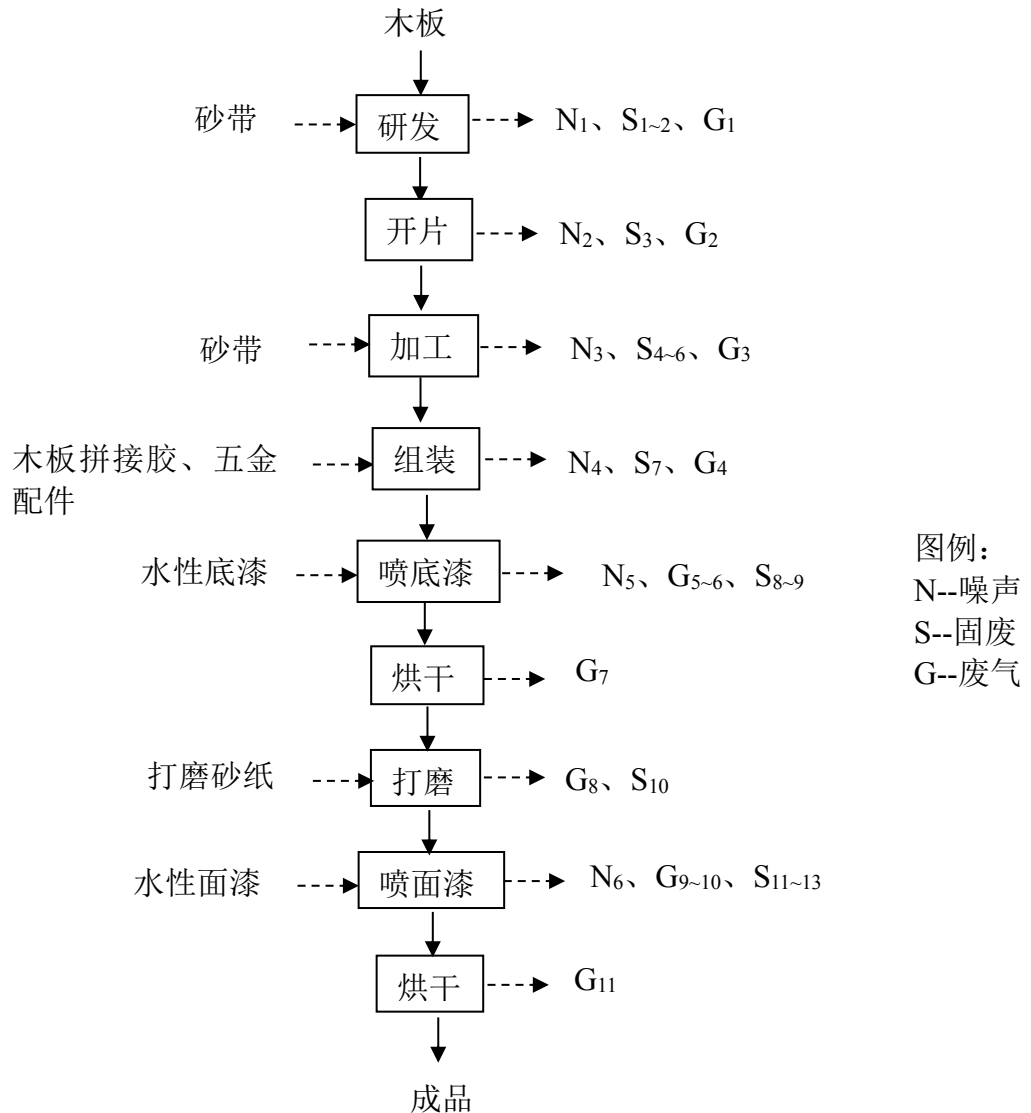 木板
砂带
研发
N₁、S₁~₂、G₁
开片
N₂、S₃、G₂
砂带
加工
N₃、S₄~₆、G₃
木板拼接胶、五金
配件
组装
N₄、S₇、G₄
水性底漆
喷底漆
N₅、G₅~₆、S₈~₉
图例：
N--噪声
S--固废
G--废气
烘干
G₇
打磨砂纸
打磨
G₈、S₁₀
水性面漆
喷面漆
N₆、G₉~₁₀、S₁₁~₁₃
烘干
G₁₁
成品